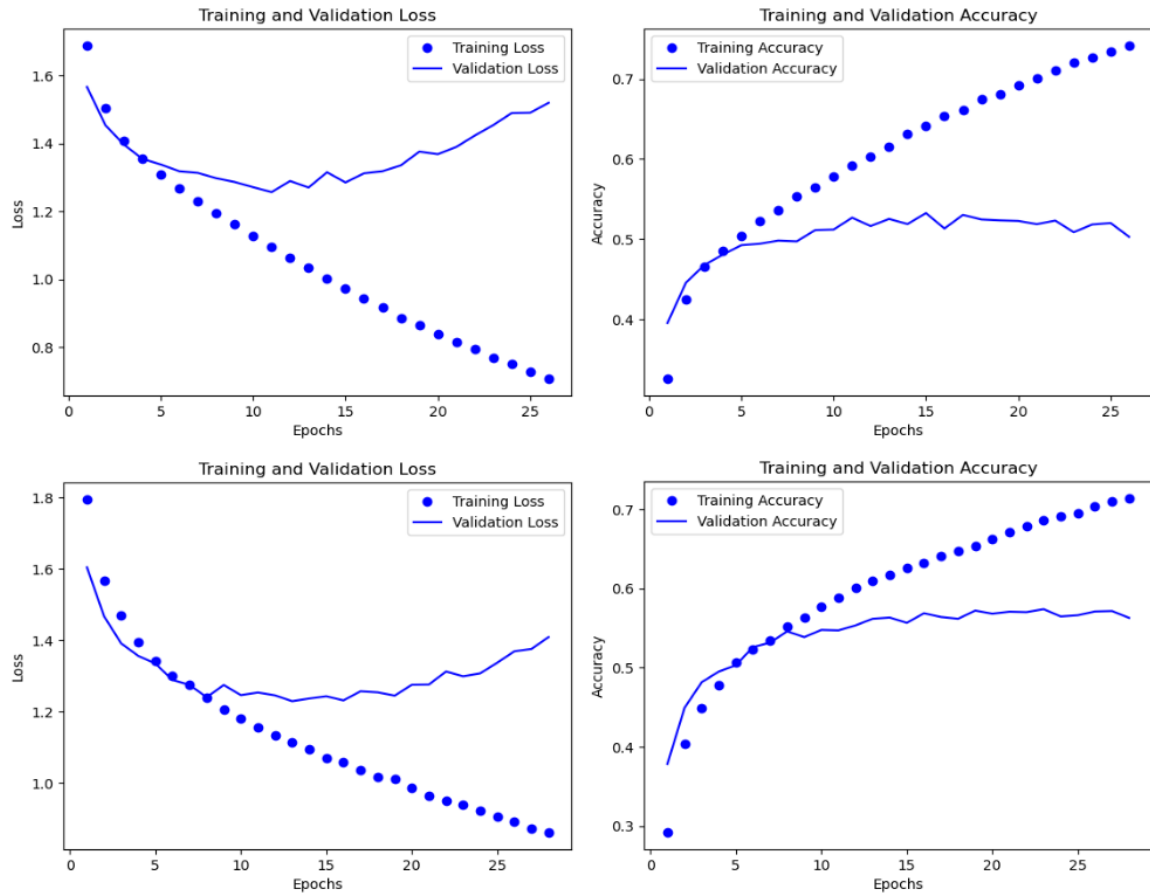 Training and Validation Loss
Training Loss
Validation Loss
1.6
1.4
1.2
1.0
0.8
Loss
0
5
10
15
20
25
Epochs
Training and Validation Accuracy
Training Accuracy
Validation Accuracy
0.7
0.6
0.5
0.4
Accuracy
0
5
10
15
20
25
Epochs
Training and Validation Loss
Training Loss
Validation Loss
1.8
1.6
1.4
1.2
1.0
Loss
0
5
10
15
20
25
Epochs
Training and Validation Accuracy
Training Accuracy
Validation Accuracy
0.7
0.6
0.5
0.4
0.3
Accuracy
0
5
10
15
20
25
Epochs